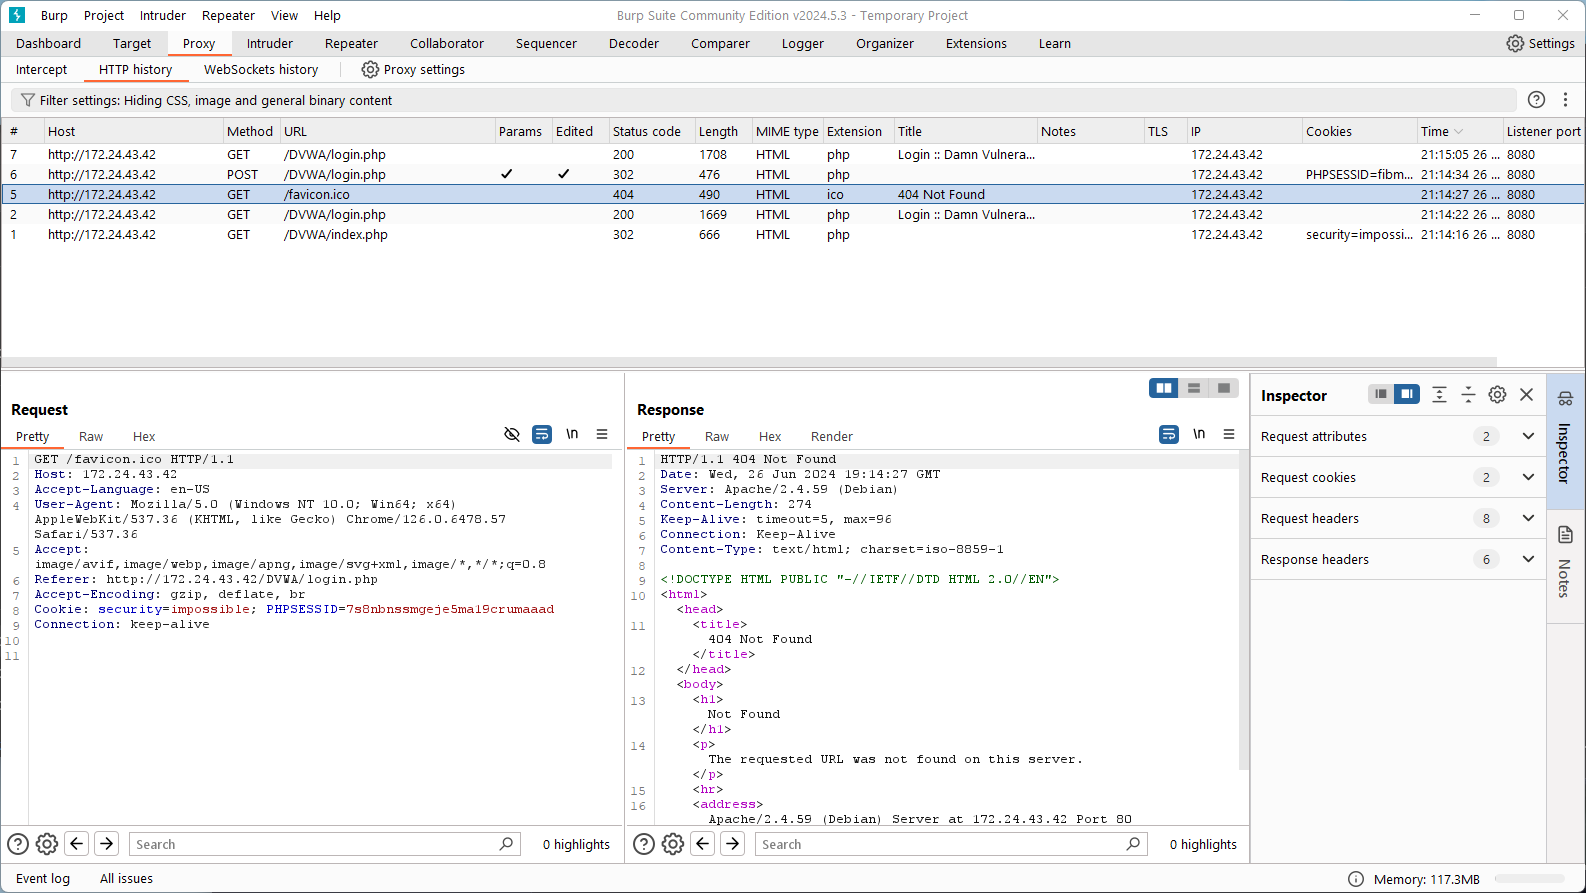 Burp Project Intruder Repeater View Help Burp Suite Community Edition v2024.5.3 - Temporary Project
Dashboard Target Proxy Intruder Repeater Collaborator Sequencer Decoder Comparer Logger Organizer Extensions Learn Settings
Intercept HTTP history WebSockets history Proxy settings
Filter settings: Hiding CSS, image and general binary content
# Host Method URL Params Edited Status code Length MIME type Extension Title Notes TLS IP Cookies Time Listener port
7 http://172.24.43.42 GET /DVWA/login.php 200 1708 HTML php Login :: Damn Vulnera... 172.24.43.42 21:15:05 26 ... 8080
6 http://172.24.43.42 POST /DVWA/login.php ✓ ✓ 302 476 HTML php 172.24.43.42 PHPSESSID=fibm... 21:14:34 26 ... 8080
5 http://172.24.43.42 GET /favicon.ico 404 490 HTML ico 404 Not Found 172.24.43.42 21:14:27 26 ... 8080
2 http://172.24.43.42 GET /DVWA/login.php 200 1669 HTML php Login :: Damn Vulnera... 172.24.43.42 21:14:22 26 ... 8080
1 http://172.24.43.42 GET /DVWA/index.php 302 666 HTML php 172.24.43.42 security=impossi... 21:14:16 26 ... 8080
Request
Pretty Raw Hex \n
1 GET /favicon.ico HTTP/1.1
2 Host: 172.24.43.42
3 Accept-Language: en-US
4 User-Agent: Mozilla/5.0 (Windows NT 10.0; Win64; x64)
AppleWebKit/537.36 (KHTML, like Gecko) Chrome/126.0.6478.57
Safari/537.36
5 Accept:
image/avif,image/webp,image/apng,image/svg+xml,image/*,*/*;q=0.8
6 Referer: http://172.24.43.42/DVWA/login.php
7 Accept-Encoding: gzip, deflate, br
8 Cookie: security=impossible; PHPSESSID=7s8nbnssmgeje5ma19crumaaad
9 Connection: keep-alive
10
11
Search 0 highlights
Response
Pretty Raw Hex Render \n
1 HTTP/1.1 404 Not Found
2 Date: Wed, 26 Jun 2024 19:14:27 GMT
3 Server: Apache/2.4.59 (Debian)
4 Content-Length: 274
5 Keep-Alive: timeout=5, max=96
6 Connection: Keep-Alive
7 Content-Type: text/html; charset=iso-8859-1
8
9 <!DOCTYPE HTML PUBLIC "-//IETF//DTD HTML 2.0//EN">
10 <html>
<head>
11 <title>
404 Not Found
</title>
12 </head>
<body>
13 <h1>
Not Found
</h1>
14 <p>
The requested URL was not found on this server.
</p>
15 <hr>
16 <address>
Apache/2.4.59 (Debian) Server at 172.24.43.42 Port 80
Search 0 highlights
Inspector
Request attributes 2
Request cookies 2
Request headers 8
Response headers 6
Inspector
Notes
Event log All issues Memory: 117.3MB